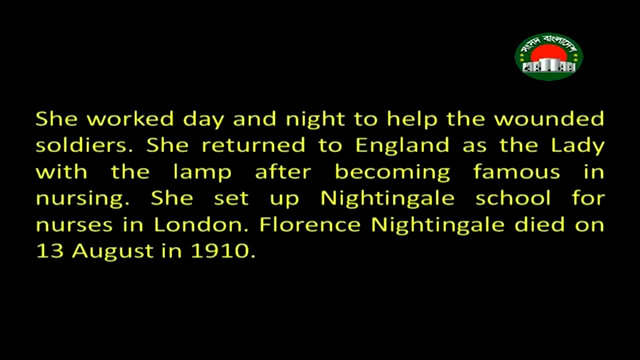 সংসদ বাংলাদেশ
She worked day and night to help the wounded
soldiers. She returned to England as the Lady
with the lamp after becoming famous in
nursing. She set up Nightingale school for
nurses in London. Florence Nightingale died on
13 August in 1910.